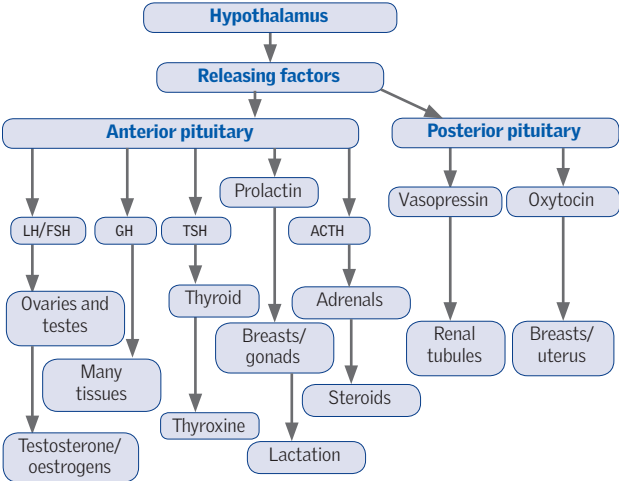 Hypothalamus
Releasing factors
Anterior pituitary
Posterior pituitary
Prolactin
Vasopressin
Oxytocin
LH/FSH
GH
TSH
ACTH
Ovaries and
testes
Thyroid
Adrenals
Breasts/
gonads
Renal
tubules
Breasts/
uterus
Many
tissues
Steroids
Thyroxine
Testosterone/
oestrogens
Lactation